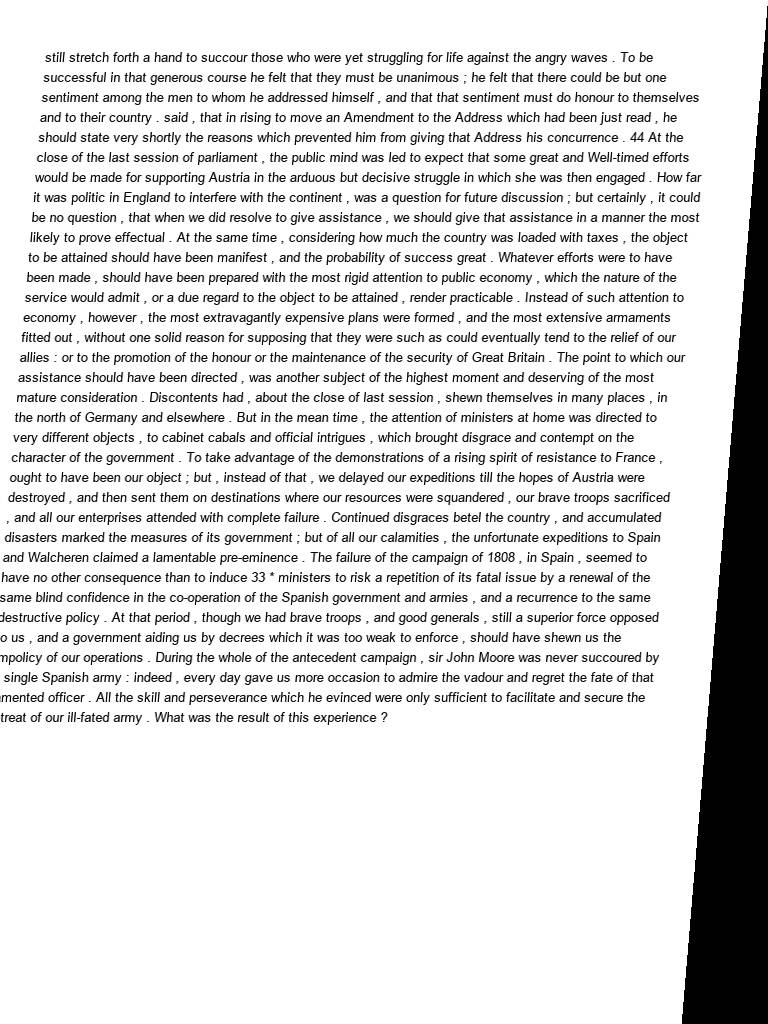 still stretch forth a hand to succour those who were yet struggling for life against the angry waves . To be
successful in that generous course he felt that they must be unanimous ; he felt that there could be but one
sentiment among the men to whom he addressed himself , and that that sentiment must do honour to themselves
and to their country . said , that in rising to move an Amendment to the Address which had been just read , he
should state very shortly the reasons which prevented him from giving that Address his concurrence . 44 At the
close of the last session of parliament , the public mind was led to expect that some great and Well-timed efforts
would be made for supporting Austria in the arduous but decisive struggle in which she was then engaged . How far
it was politic in England to interfere with the continent , was a question for future discussion ; but certainly , it could
be no question , that when we did resolve to give assistance , we should give that assistance in a manner the most
likely to prove effectual . At the same time , considering how much the country was loaded with taxes , the object
to be attained should have been manifest , and the probability of success great . Whatever efforts were to have
been made , should have been prepared with the most rigid attention to public economy , which the nature of the
service would admit , or a due regard to the object to be attained , render practicable . Instead of such attention to
economy , however , the most extravagantly expensive plans were formed , and the most extensive armaments
fitted out , without one solid reason for supposing that they were such as could eventually tend to the relief of our
allies : or to the promotion of the honour or the maintenance of the security of Great Britain . The point to which our
assistance should have been directed , was another subject of the highest moment and deserving of the most
mature consideration . Discontents had , about the close of last session , shewn themselves in many places , in
the north of Germany and elsewhere . But in the mean time , the attention of ministers at home was directed to
very different objects , to cabinet cabals and official intrigues , which brought disgrace and contempt on the
character of the government . To take advantage of the demonstrations of a rising spirit of resistance to France ,
ought to have been our object ; but , instead of that , we delayed our expeditions till the hopes of Austria were
destroyed , and then sent them on destinations where our resources were squandered , our brave troops sacrificed
, and all our enterprises attended with complete failure . Continued disgraces betel the country , and accumulated
disasters marked the measures of its government ; but of all our calamities , the unfortunate expeditions to Spain
and Walcheren claimed a lamentable pre-eminence . The failure of the campaign of 1808 , in Spain , seemed to
have no other consequence than to induce 33 * ministers to risk a repetition of its fatal issue by a renewal of the
same blind confidence in the co-operation of the Spanish government and armies , and a recurrence to the same
destructive policy . At that period , though we had brave troops , and good generals , still a superior force opposed
o us , and a government aiding us by decrees which it was too weak to enforce , should have shewn us the
mpolicy of our operations . During the whole of the antecedent campaign , sir John Moore was never succoured by
single Spanish army : indeed , every day gave us more occasion to admire the vadour and regret the fate of that
mented officer . All the skill and perseverance which he evinced were only sufficient to facilitate and secure the
treat of our ill-fated army . What was the result of this experience ?